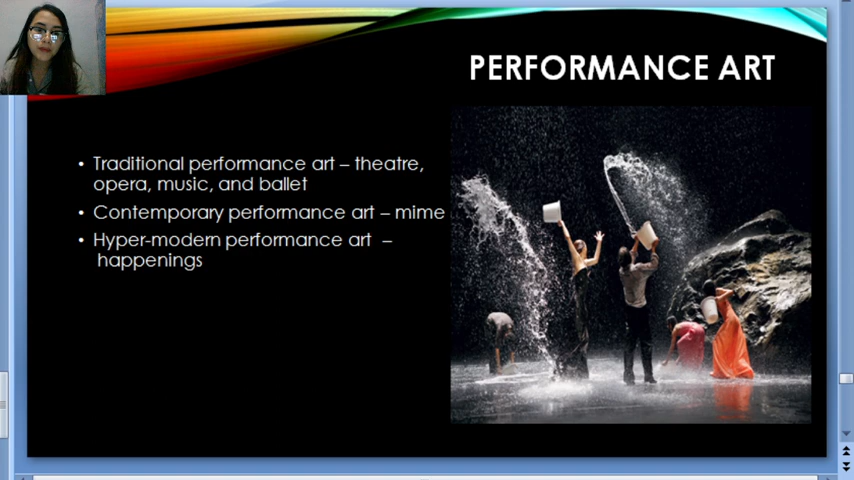 PERFORMANCE ART
• Traditional performance art – theatre,
opera, music, and ballet
• Contemporary performance art – mime
• Hyper-modern performance art –
happenings